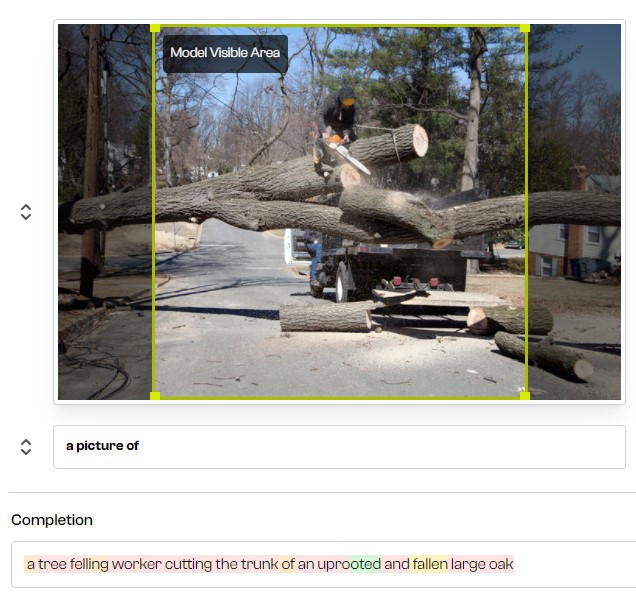 Model Visible Area
a picture of
Completion
a tree felling worker cutting the trunk of an uprooted and fallen large oak